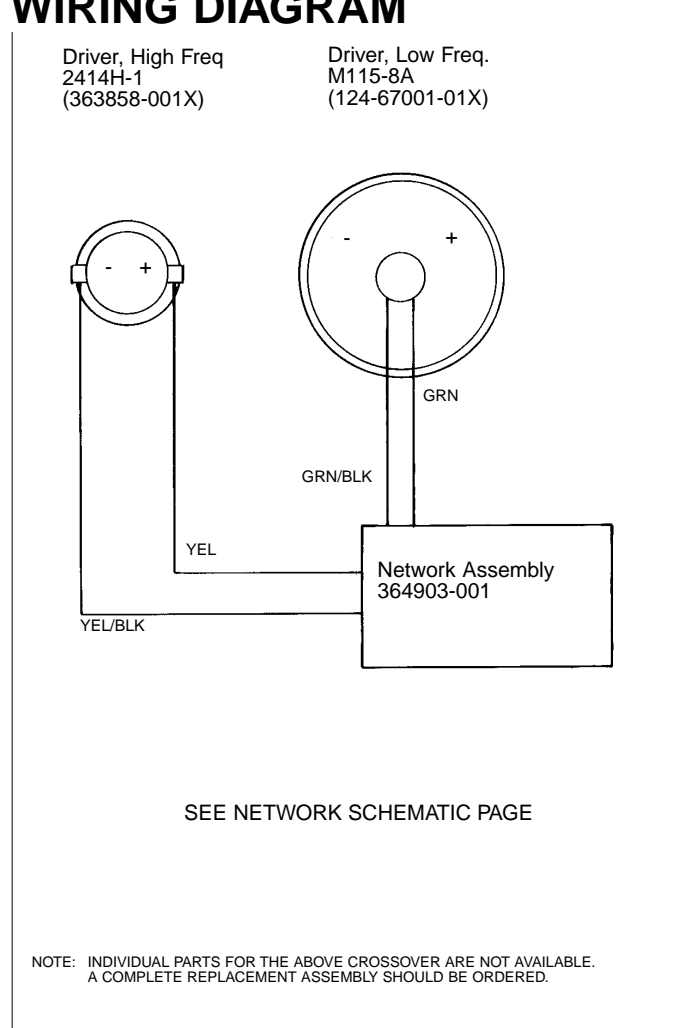 WIRING DIAGRAM
Driver, High Freq
2414H-1
(363858-001X)
Driver, Low Freq.
M115-8A
(124-67001-01X)
- +
- +
GRN
GRN/BLK
YEL
YEL/BLK
Network Assembly
364903-001
SEE NETWORK SCHEMATIC PAGE
NOTE: INDIVIDUAL PARTS FOR THE ABOVE CROSSOVER ARE NOT AVAILABLE.
A COMPLETE REPLACEMENT ASSEMBLY SHOULD BE ORDERED.